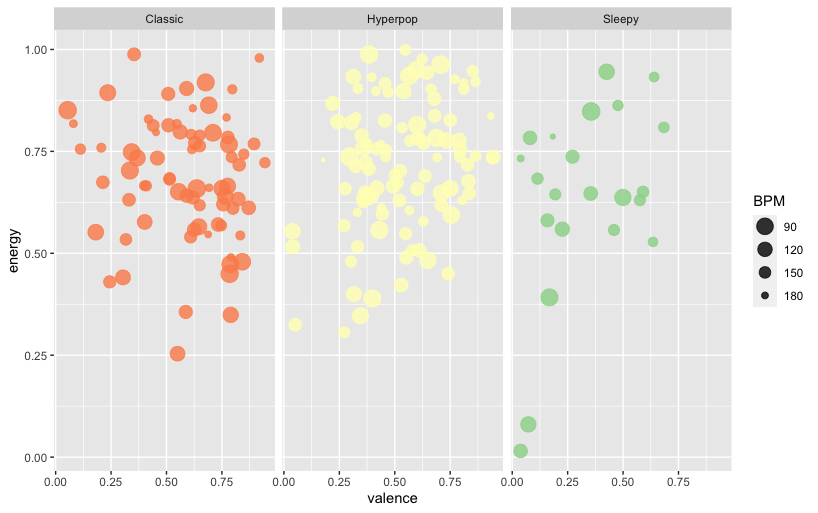 Classic
Hyperpop
Sleepy
1.00
0.75
0.50
0.25
0.00
energy
0.00 0.25 0.50 0.75
0.00 0.25 0.50 0.75
0.00 0.25 0.50 0.75
valence
BPM
90
120
150
180